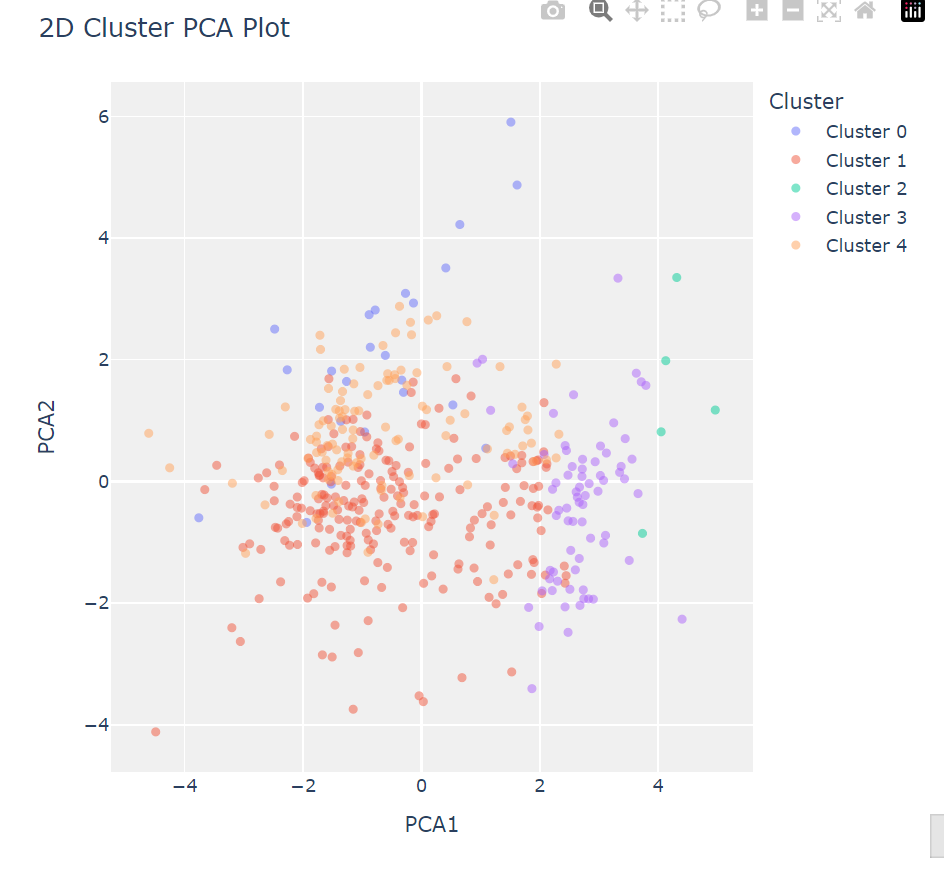 2D Cluster PCA Plot
Cluster
Cluster 0
Cluster 1
Cluster 2
Cluster 3
Cluster 4
6
4
2
0
−2
−4
PCA2
−4
−2
0
2
4
PCA1